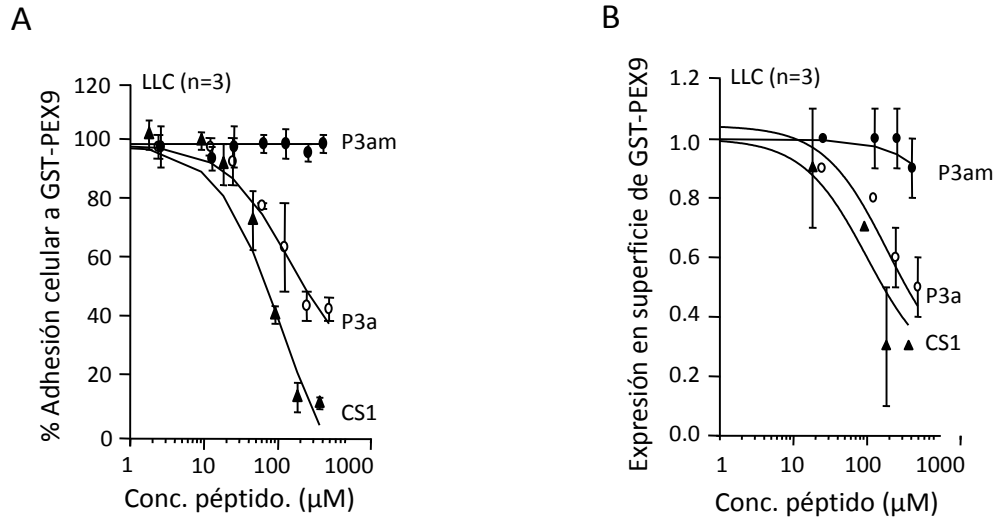 A
% Adhesión celular a GST-PEX9
120
100
80
60
40
20
0
LLC (n=3)
P3am
P3a
CS1
1
10
100
1000
Conc. péptido. (µM)
B
Expresión en superficie de GST-PEX9
1.2
1.0
0.8
0.6
0.4
0.2
0.0
LLC (n=3)
P3am
P3a
CS1
1
10
100
1000
Conc. péptido (µM)